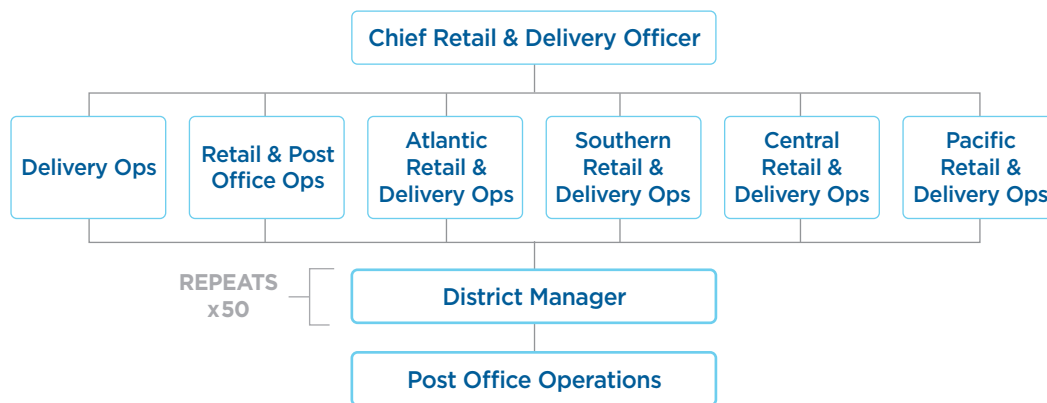 Chief Retail & Delivery Officer
Delivery Ops
Retail & Post
Office Ops
Atlantic
Retail &
Delivery Ops
Southern
Retail &
Delivery Ops
Central
Retail &
Delivery Ops
Pacific
Retail &
Delivery Ops
REPEATS
x50
District Manager
Post Office Operations